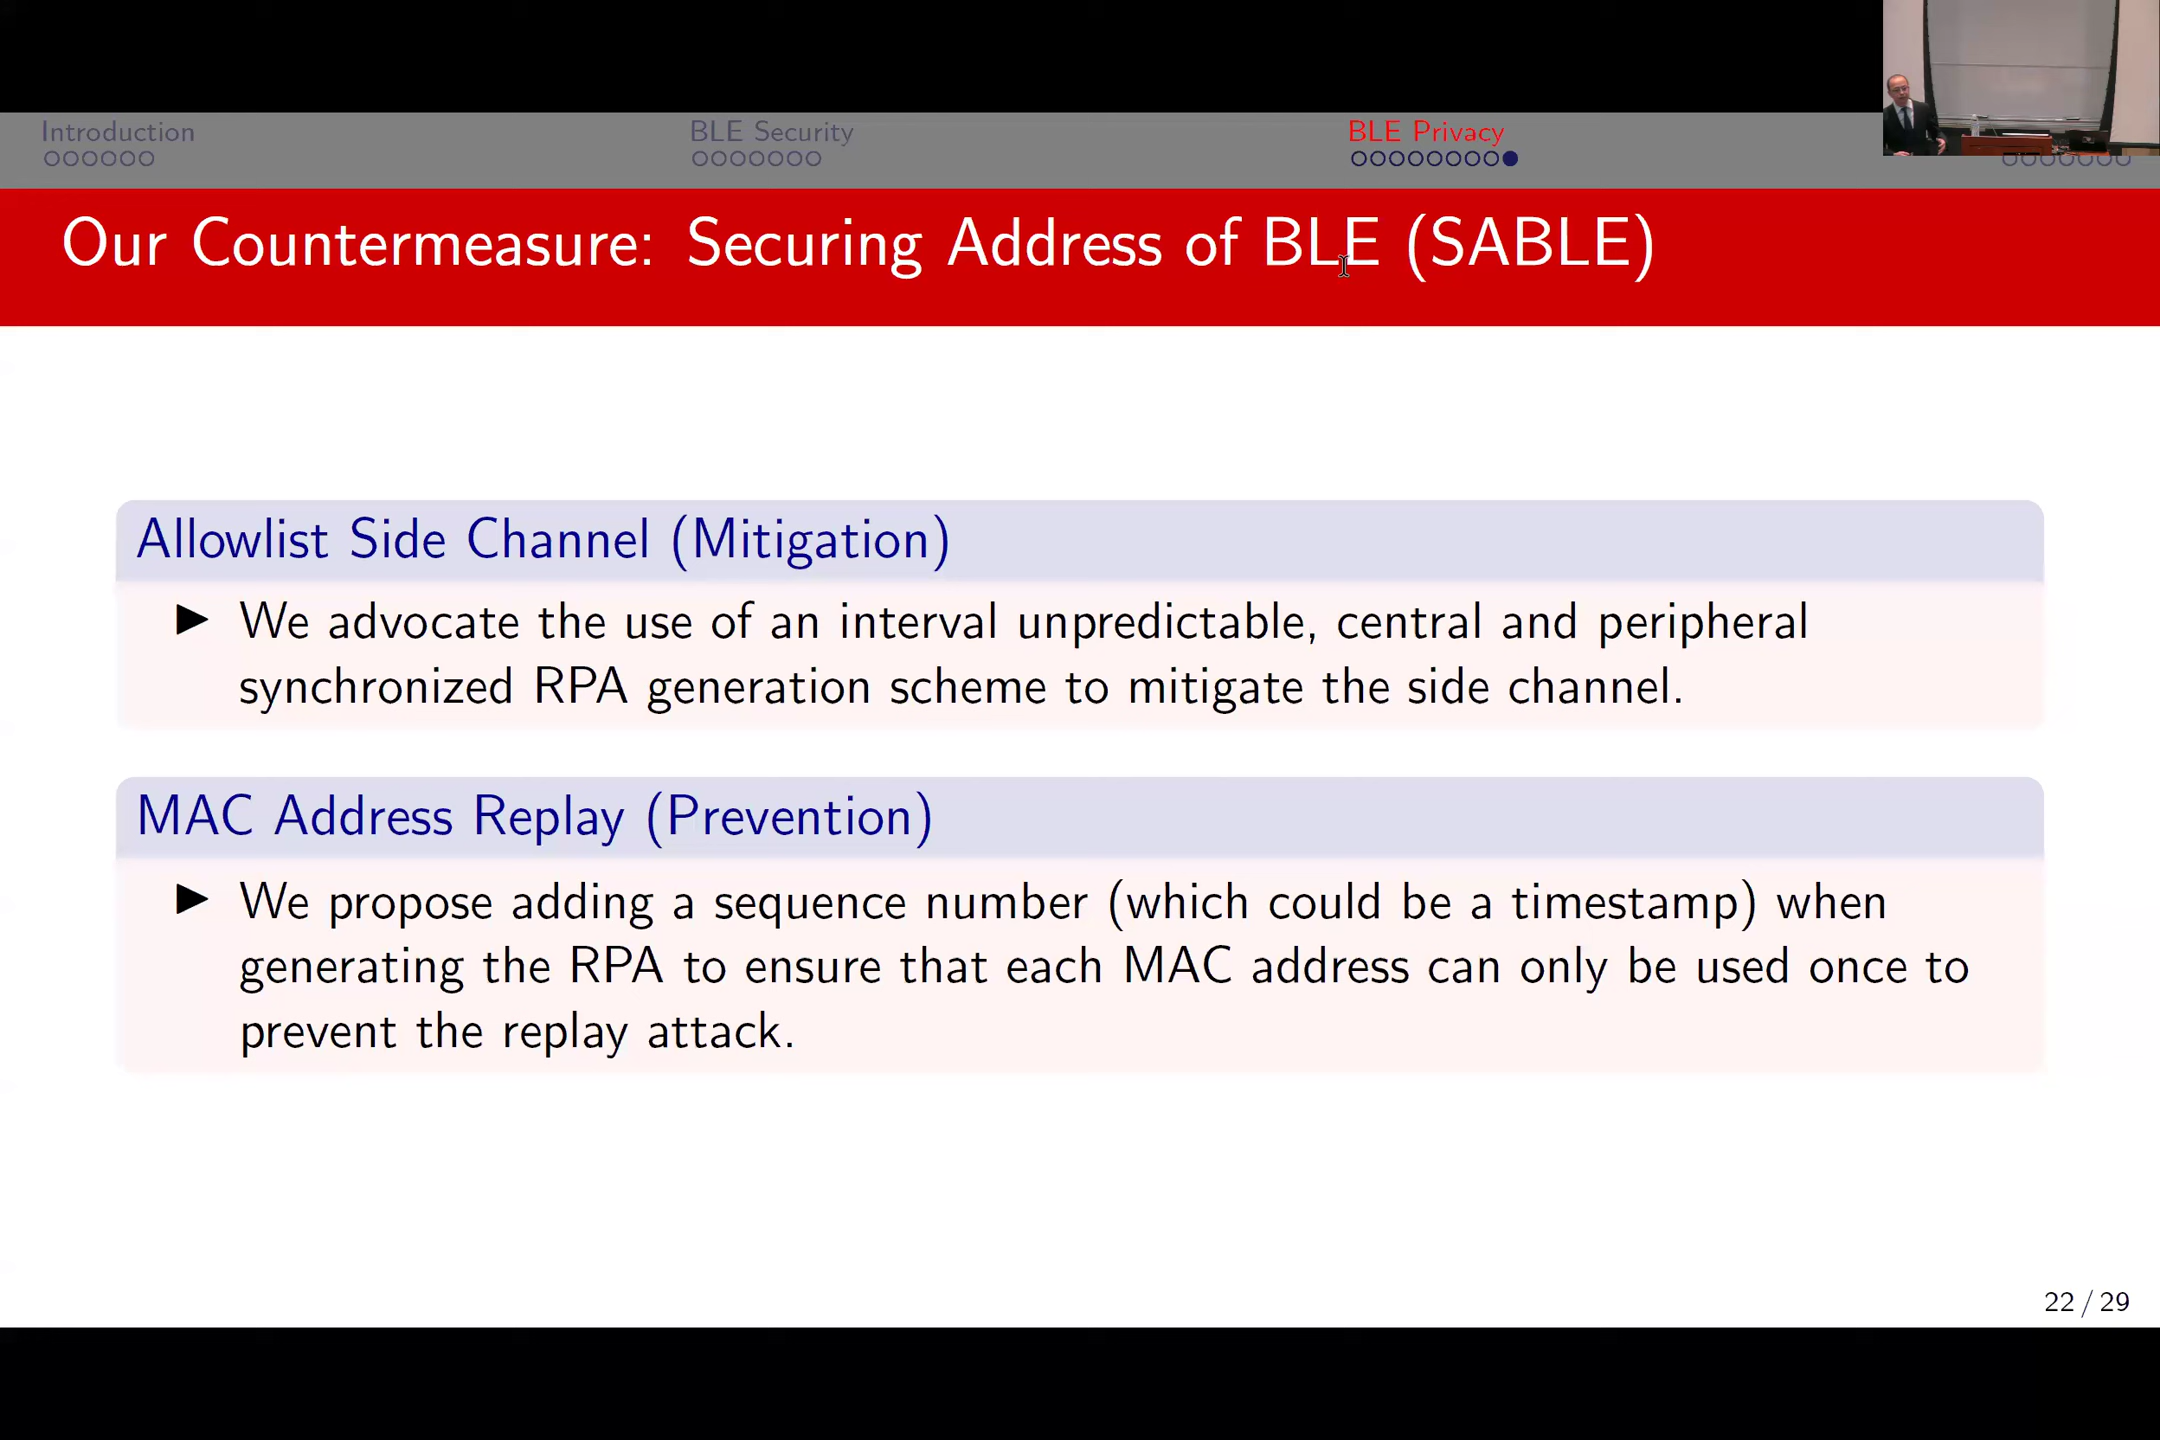 Introduction
BLE Security
BLE Privacy
Our Countermeasure: Securing Address of BLE (SABLE)
Allowlist Side Channel (Mitigation)
▶ We advocate the use of an interval unpredictable, central and peripheral
synchronized RPA generation scheme to mitigate the side channel.
MAC Address Replay (Prevention)
▶ We propose adding a sequence number (which could be a timestamp) when
generating the RPA to ensure that each MAC address can only be used once to
prevent the replay attack.
22 / 29